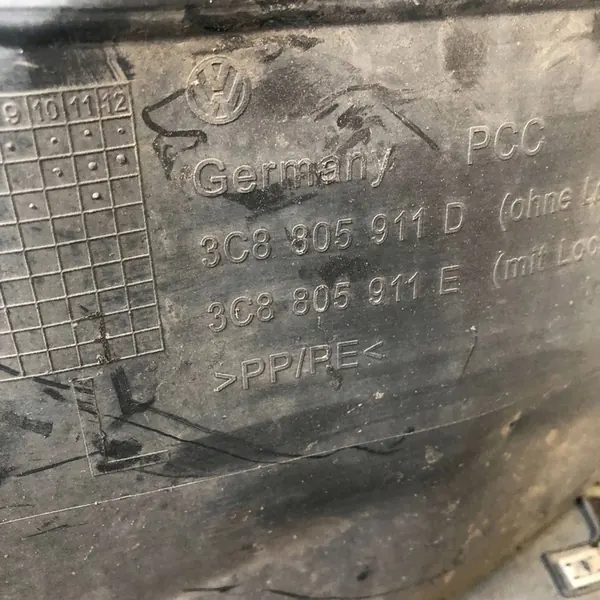 9 10 11 12
VW
Germany PCC
3C8 805 911 D (ohne
3C8 805 911 E (mit
>PP/PE<